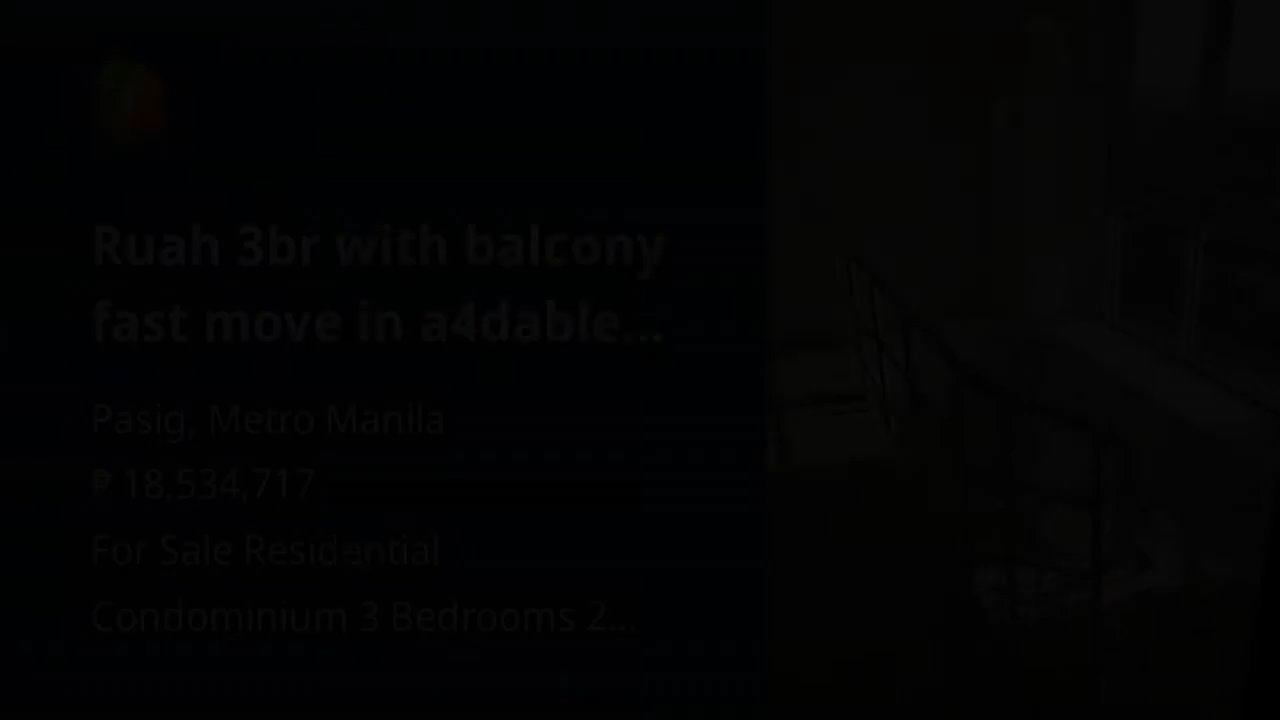 Ruah 3br with balcony
fast move in a4dable...
Pasig, Metro Manila
₱ 18,534,717
For Sale Residential
Condominium 3 Bedrooms 2...